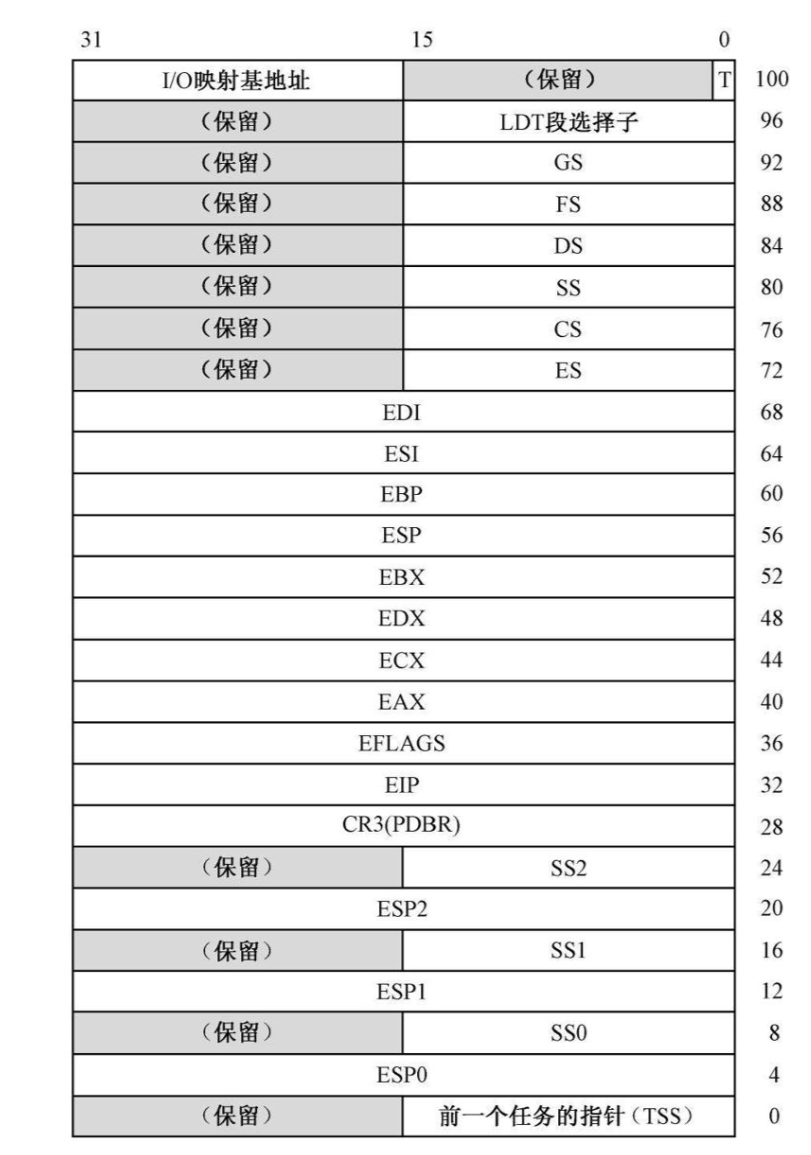 31 15 0
I/O映射基地址 （保留） T 100
（保留） LDT段选择子 96
（保留） GS 92
（保留） FS 88
（保留） DS 84
（保留） SS 80
（保留） CS 76
（保留） ES 72
EDI 68
ESI 64
EBP 60
ESP 56
EBX 52
EDX 48
ECX 44
EAX 40
EFLAGS 36
EIP 32
CR3(PDBR) 28
（保留） SS2 24
ESP2 20
（保留） SS1 16
ESP1 12
（保留） SS0 8
ESP0 4
（保留） 前一个任务的指针（TSS） 0